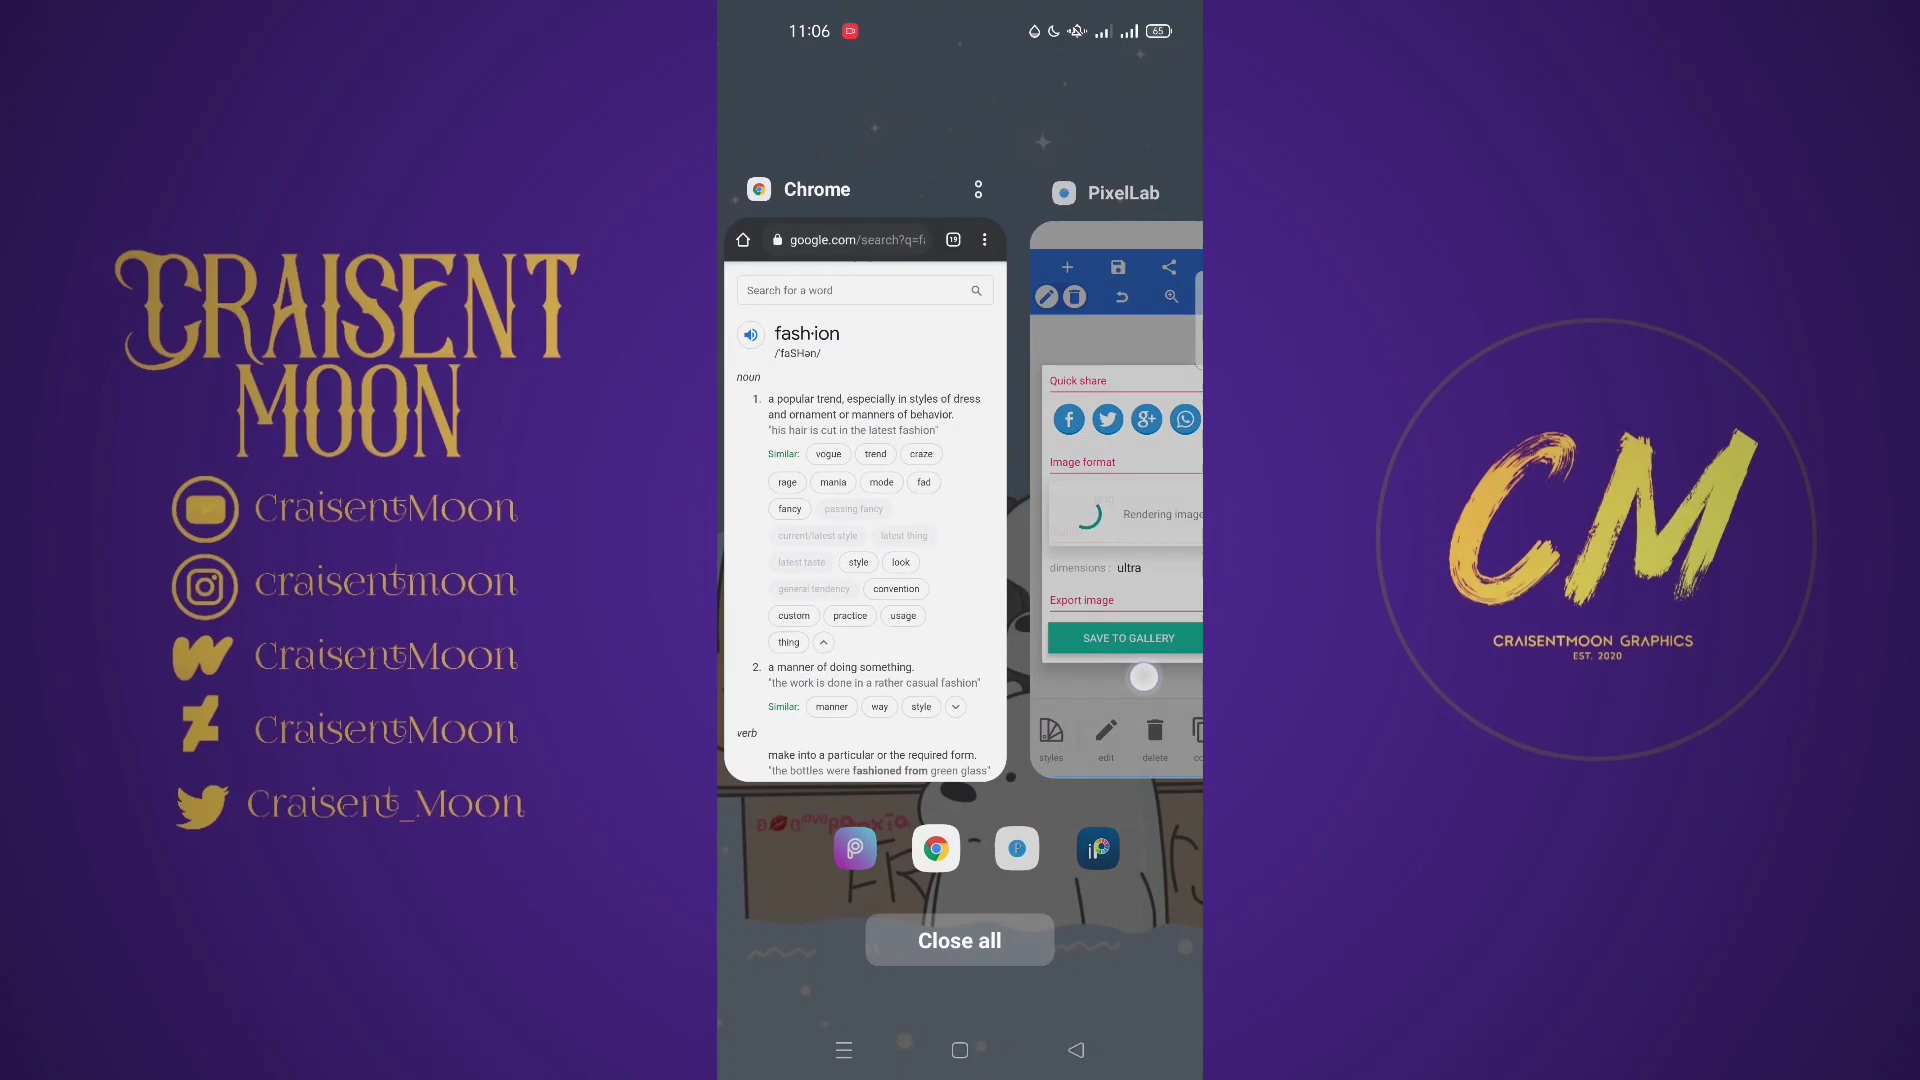 CRAISENT
MOON
CraisentMoon
craisentmoon
CraisentMoon
CraisentMoon
Craisent_Moon
11:06
65
Chrome
google.com/search?q=f
19
Search for a word
fash·ion
/ˈfaSHən/
noun
1. a popular trend, especially in styles of dress
and ornament or manners of behavior.
"his hair is cut in the latest fashion"
Similar: vogue trend craze
rage mania mode fad
fancy passing fancy
current/latest style latest thing
latest taste style look
general tendency convention
custom practice usage
thing
2. a manner of doing something.
"the work is done in a rather casual fashion"
Similar: manner way style
verb
make into a particular or the required form.
"the bottles were fashioned from green glass"
PixelLab
Quick share
Image format
png
Rendering image
dimensions : ultra
Export image
SAVE TO GALLERY
styles
edit
delete
co
Close all
CM
CRAISENTMOON GRAPHICS
EST. 2020